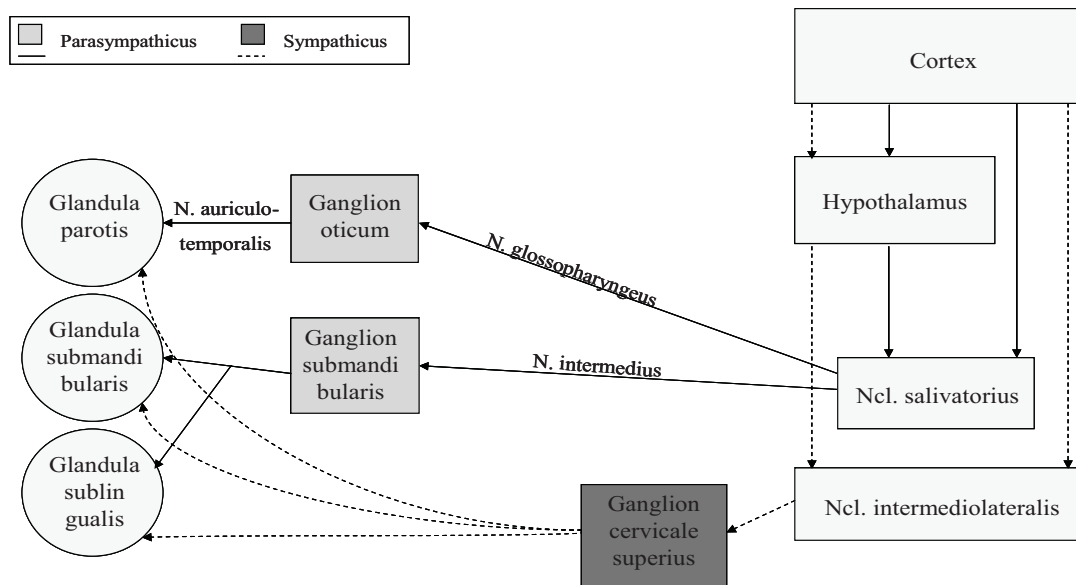 Parasympathicus
Sympathicus
Cortex
Glandula
parotis
N. auriculo-
temporalis
Ganglion
oticum
N. glossopharyngeus
Hypothalamus
Glandula
submandi
bularis
Ganglion
submandi
bularis
N. intermedius
Ncl. salivatorius
Glandula
sublin
gualis
Ganglion
cervicale
superius
Ncl. intermediolateralis